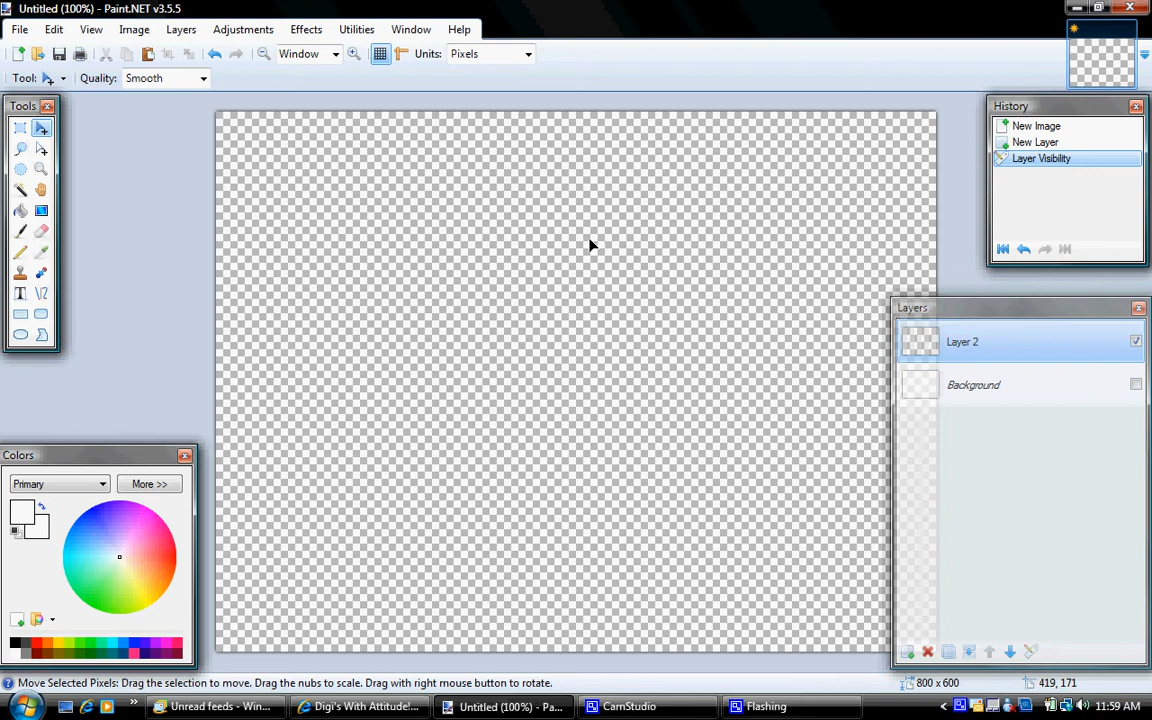 Untitled (100%) - Paint.NET v3.5.5
File Edit View Image Layers Adjustments Effects Utilities Window Help
Window Units: Pixels
Tool: Quality: Smooth
Tools
History
New Image
New Layer
Layer Visibility
Layers
Layer 2
Background
Colors
Primary More >>
Move Selected Pixels: Drag the selection to move. Drag the nubs to scale. Drag with right mouse button to rotate. 800 x 600 419, 171
Unread feeds - Win... Digi's With Attitude!... Untitled (100%) - Pa... CamStudio Flashing 11:59 AM